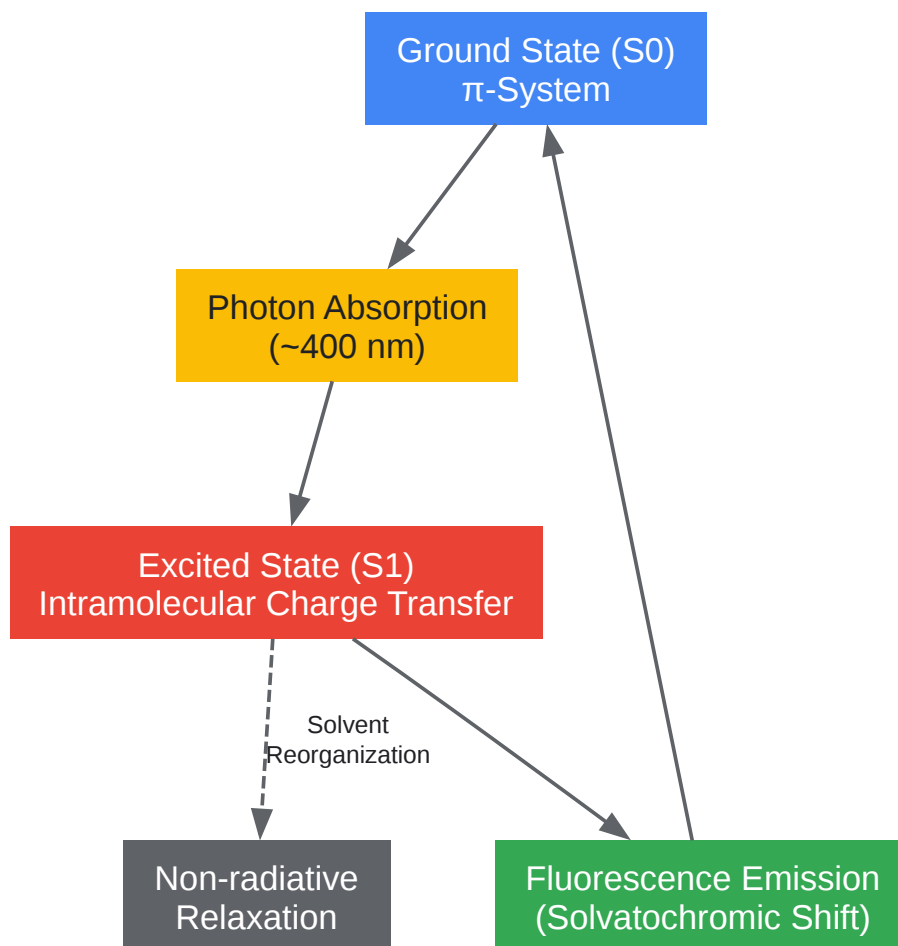 Ground State (S0)
π-System
Photon Absorption
(~400 nm)
Excited State (S1)
Intramolecular Charge Transfer
Solvent
Reorganization
Non-radiative
Relaxation
Fluorescence Emission
(Solvatochromic Shift)